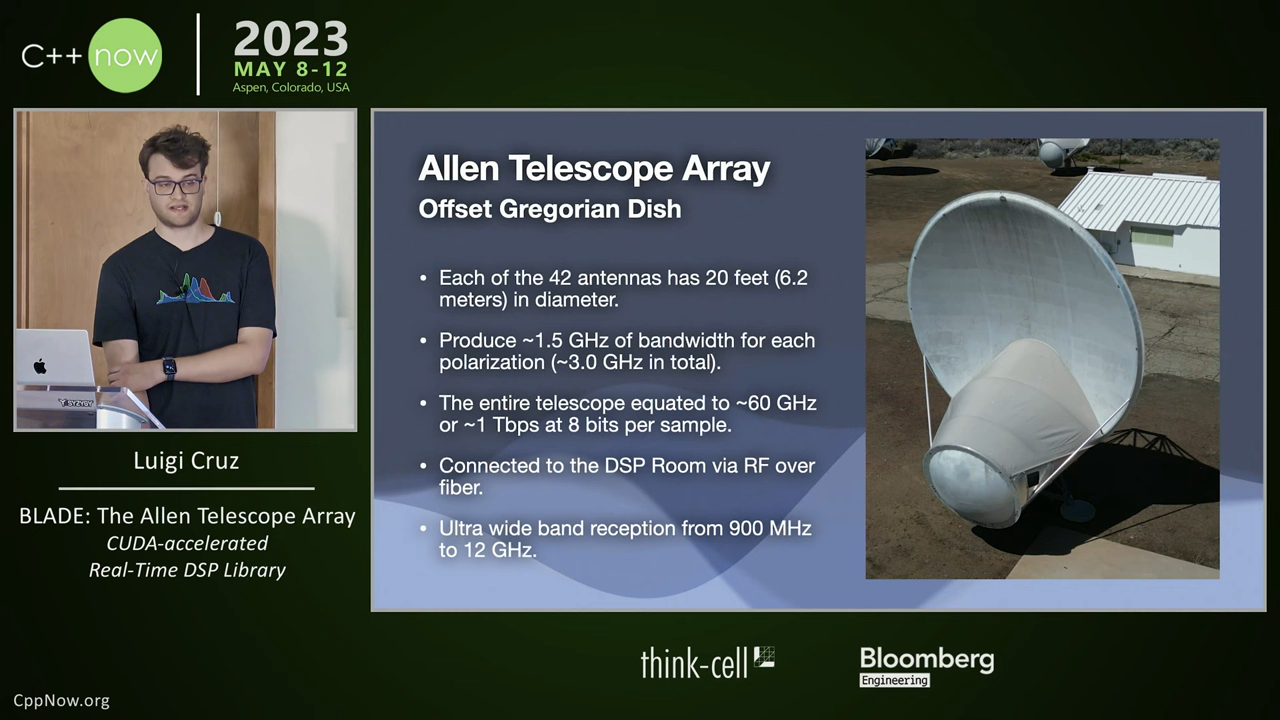 C++ now
2023
MAY 8-12
Aspen, Colorado, USA
Luigi Cruz
BLADE: The Allen Telescope Array
CUDA-accelerated
Real-Time DSP Library
Allen Telescope Array
Offset Gregorian Dish
• Each of the 42 antennas has 20 feet (6.2
meters) in diameter.
• Produce ~1.5 GHz of bandwidth for each
polarization (~3.0 GHz in total).
• The entire telescope equated to ~60 GHz
or ~1 Tbps at 8 bits per sample.
• Connected to the DSP Room via RF over
fiber.
• Ultra wide band reception from 900 MHz
to 12 GHz.
think-cell
Bloomberg
Engineering
CppNow.org